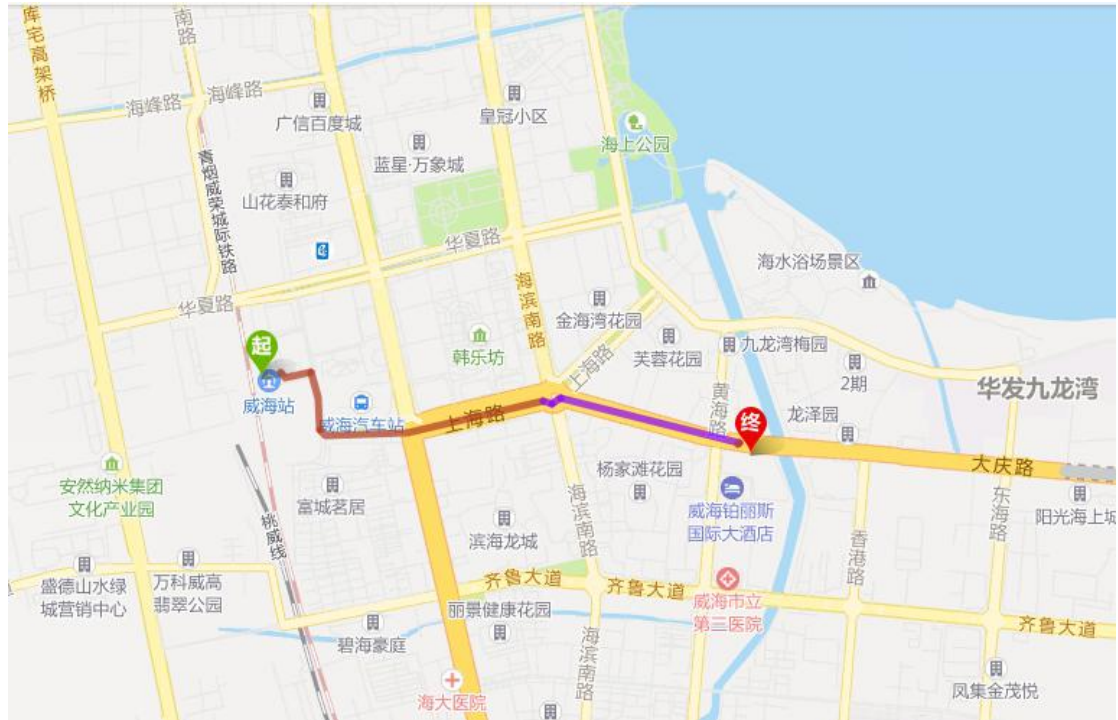 库宅高架桥
南路
海峰路
海峰路
广信百度城
皇冠小区
海上公园
蓝星·万象城
青烟威荣城际铁路
山花泰和府
华夏路
海水浴场景区
华夏路
海滨南路
金海湾花园
起
韩乐坊
上海路
芙蓉花园
九龙湾梅园
2期
华发九龙湾
威海站
威海汽车站
上海路
黄海路
终
龙泽园
大庆路
杨家滩花园
安然纳米集团
文化产业园
富城茗居
威海铂丽斯
国际大酒店
东海路
阳光海上城
桃威线
滨海龙城
海滨南路
香港路
盛德山水绿
城营销中心
万科威高
翡翠公园
齐鲁大道
齐鲁大道
威海市立
第三医院
丽景健康花园
齐鲁大道
碧海豪庭
海滨南路
海大医院
凤集金茂悦